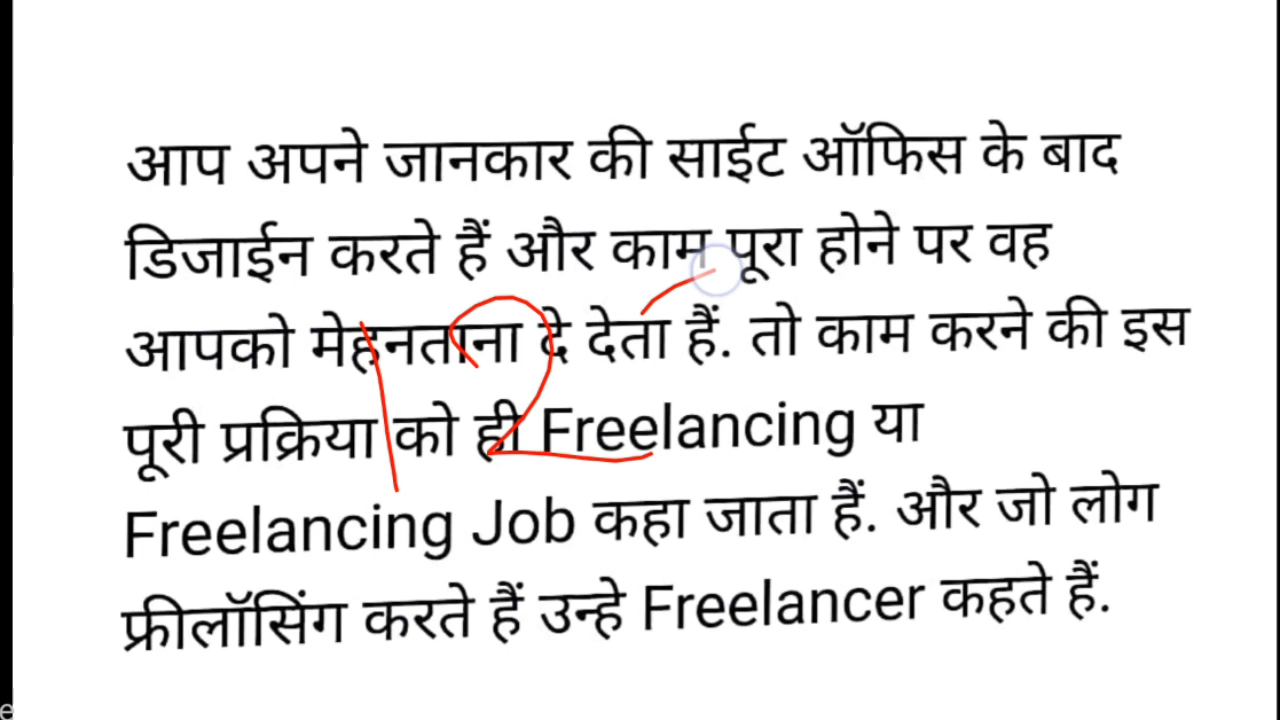 आप अपने जानकार की साईट ऑफिस के बाद
डिजाईन करते हैं और काम पूरा होने पर वह
आपको मेहनताना दे देता हैं. तो काम करने की इस
पूरी प्रक्रिया को ही Freelancing या
Freelancing Job कहा जाता हैं. और जो लोग
फ्रीलॉसिंग करते हैं उन्हे Freelancer कहते हैं.
12
e